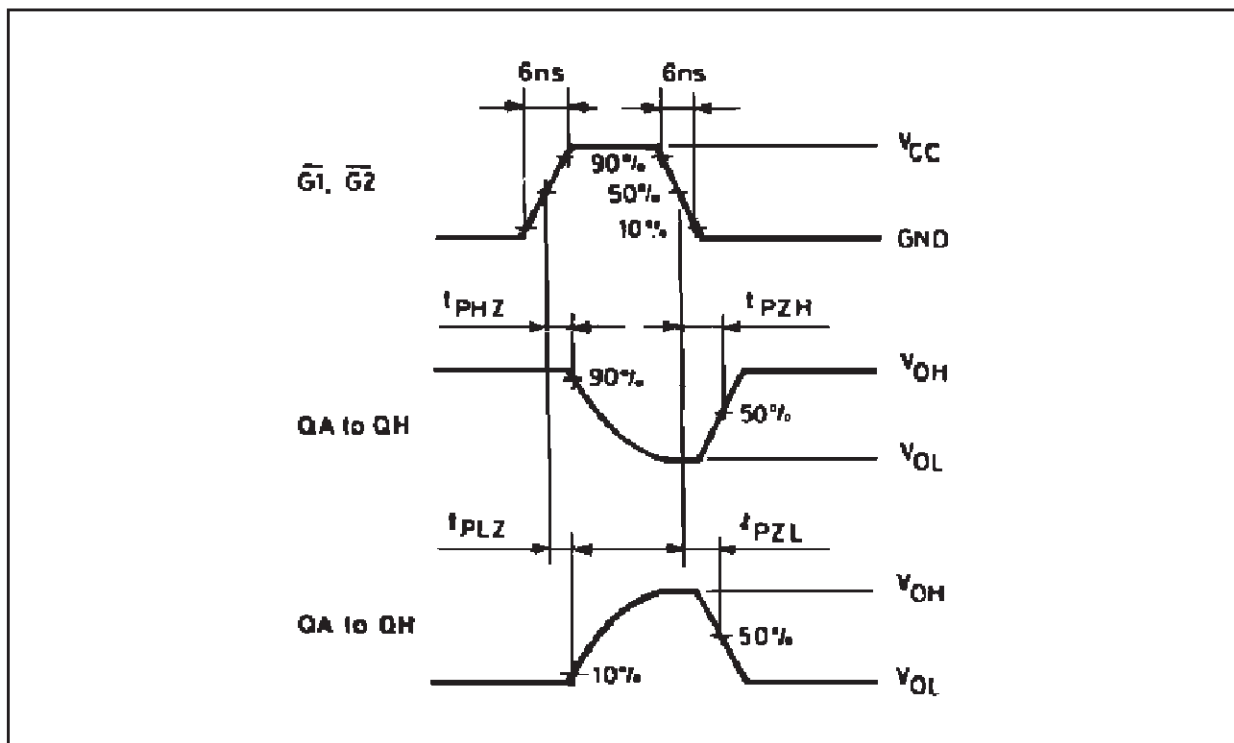 6ns 6ns
G1, G2
90%
50%
10%
VCC
GND
tPHZ tPZH
90%
50%
VOH
QA to QH
VOL
tPLZ tPZL
VOH
QA to QH
50%
10%
VOL